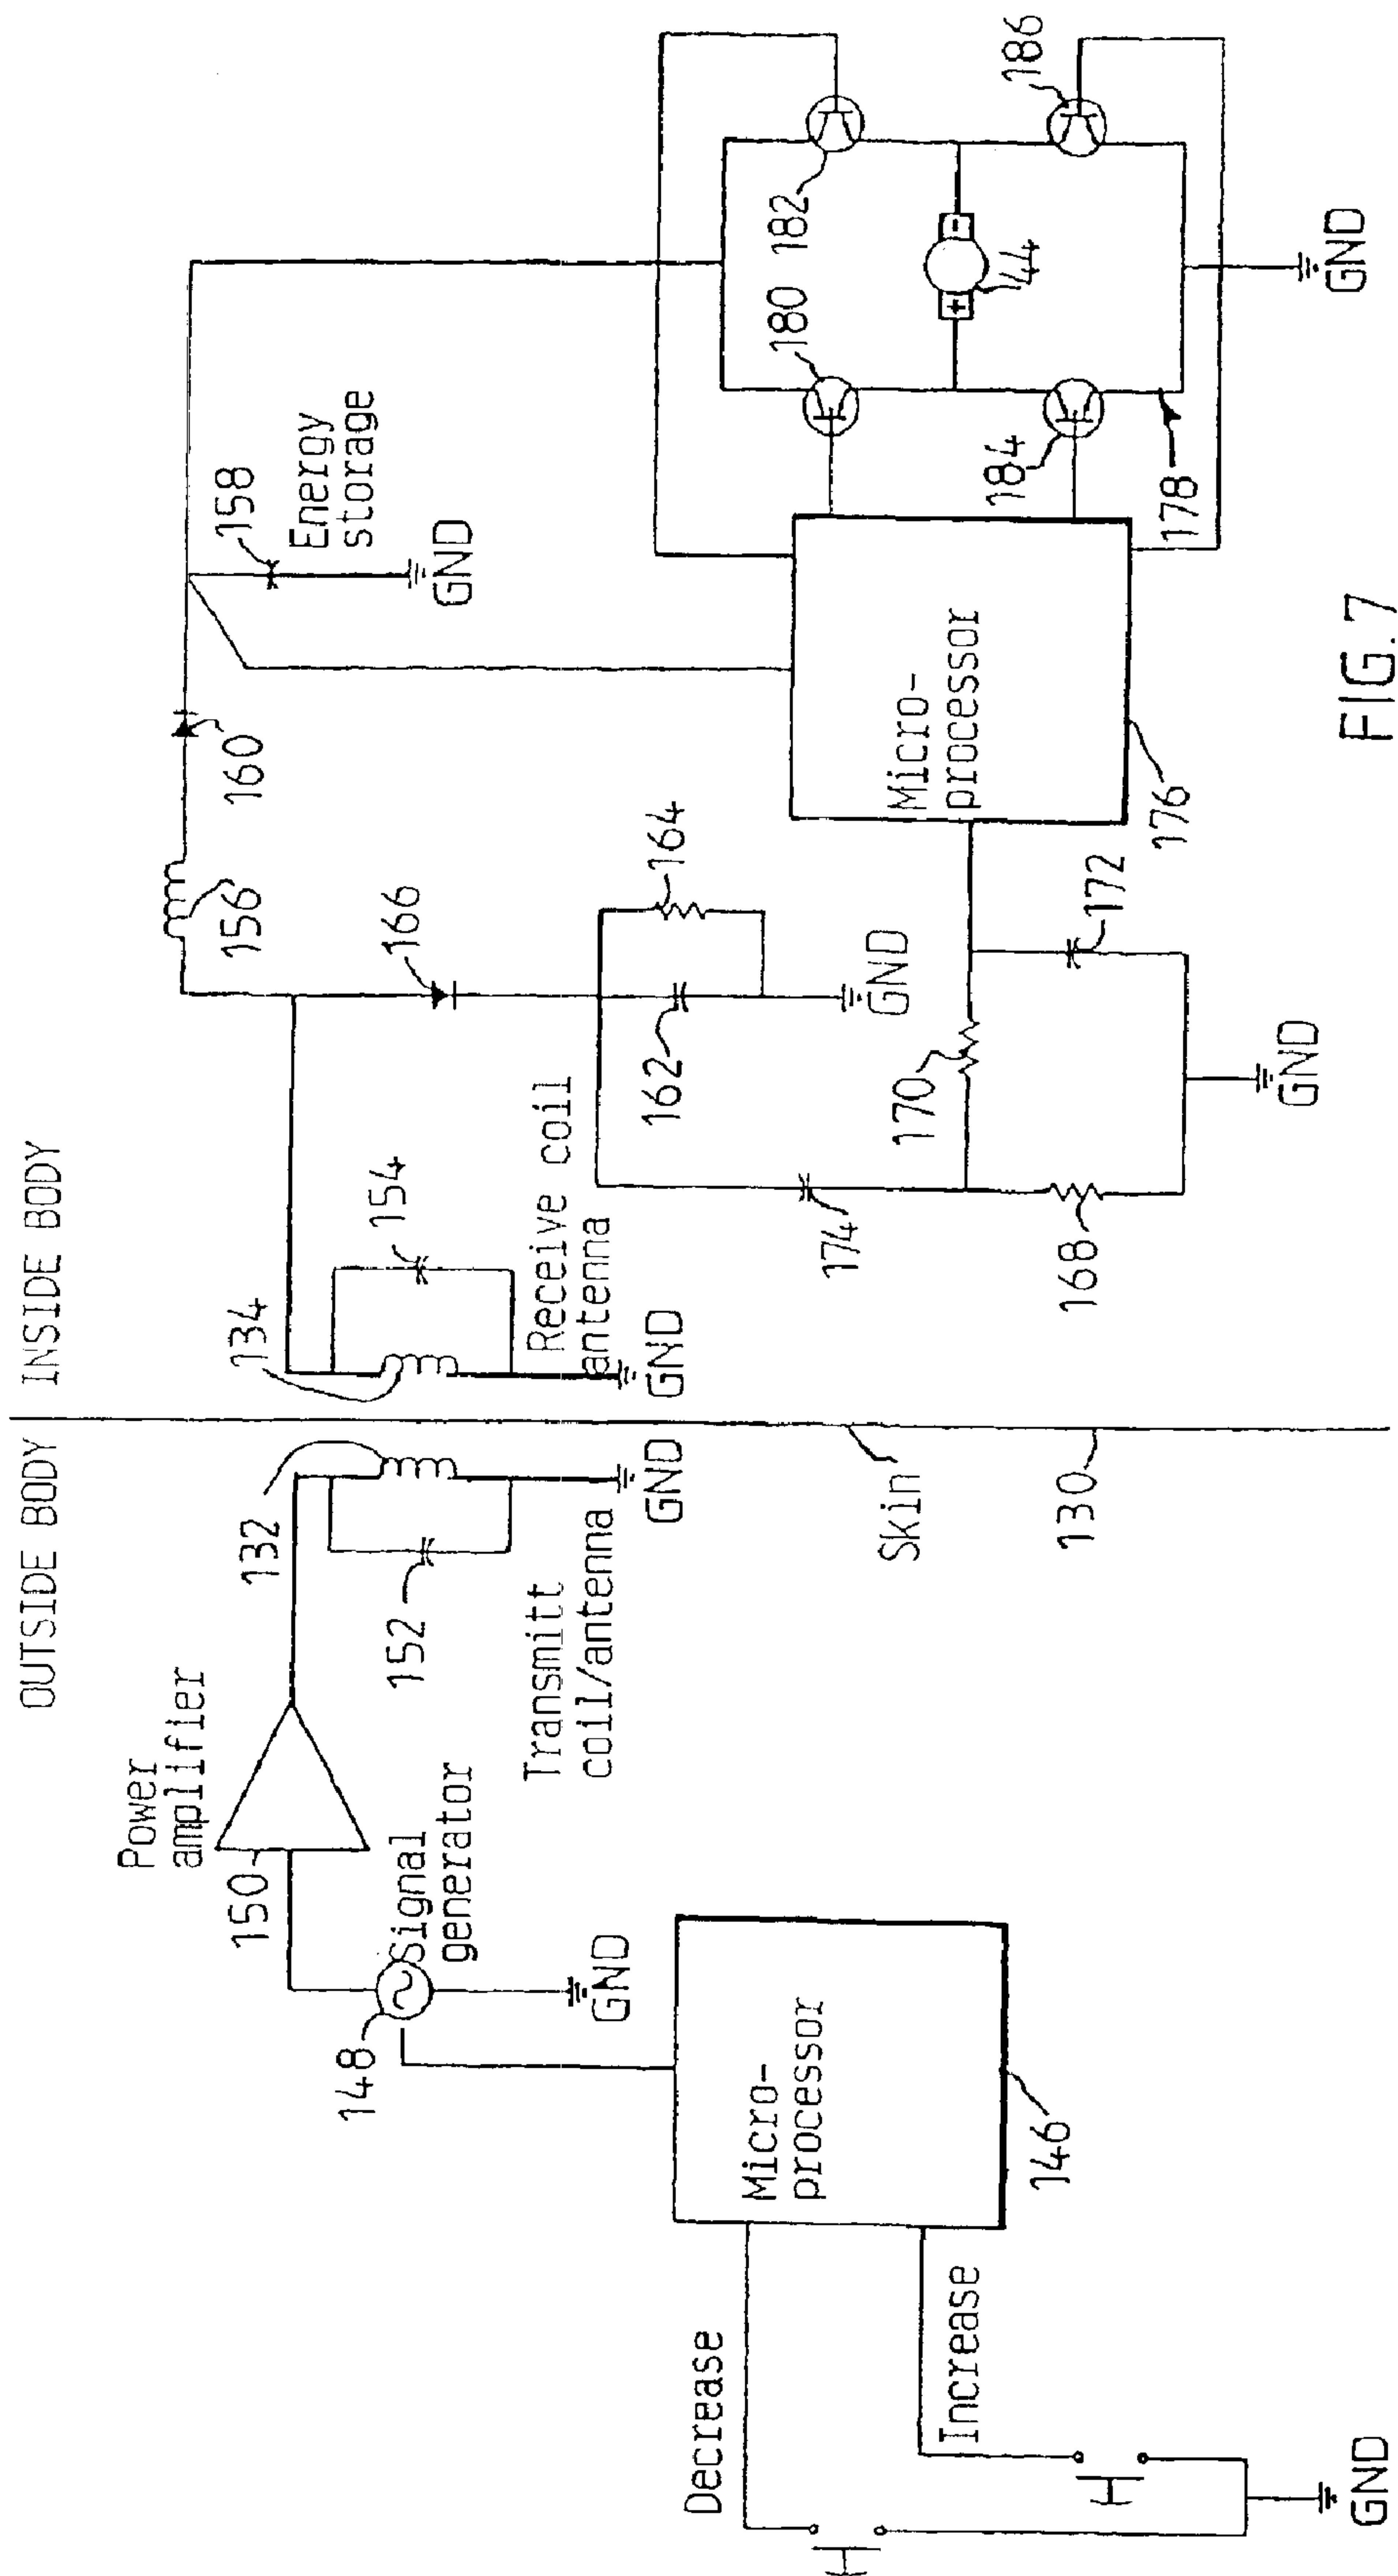 OUTSIDE BODY
INSIDE BODY
Power
amplifier
150
Signal
generator
148
GND
132
152
Transmitt
coil/antenna
GND
134
154
Receive coil
antenna
GND
156
160
158
Energy
storage
GND
166
164
162
GND
174
170
168
172
GND
Micro-
processor
176
180
182
184
186
44
+
-
178
GND
Skin
130
Micro-
processor
146
Decrease
Increase
GND
FIG. 7